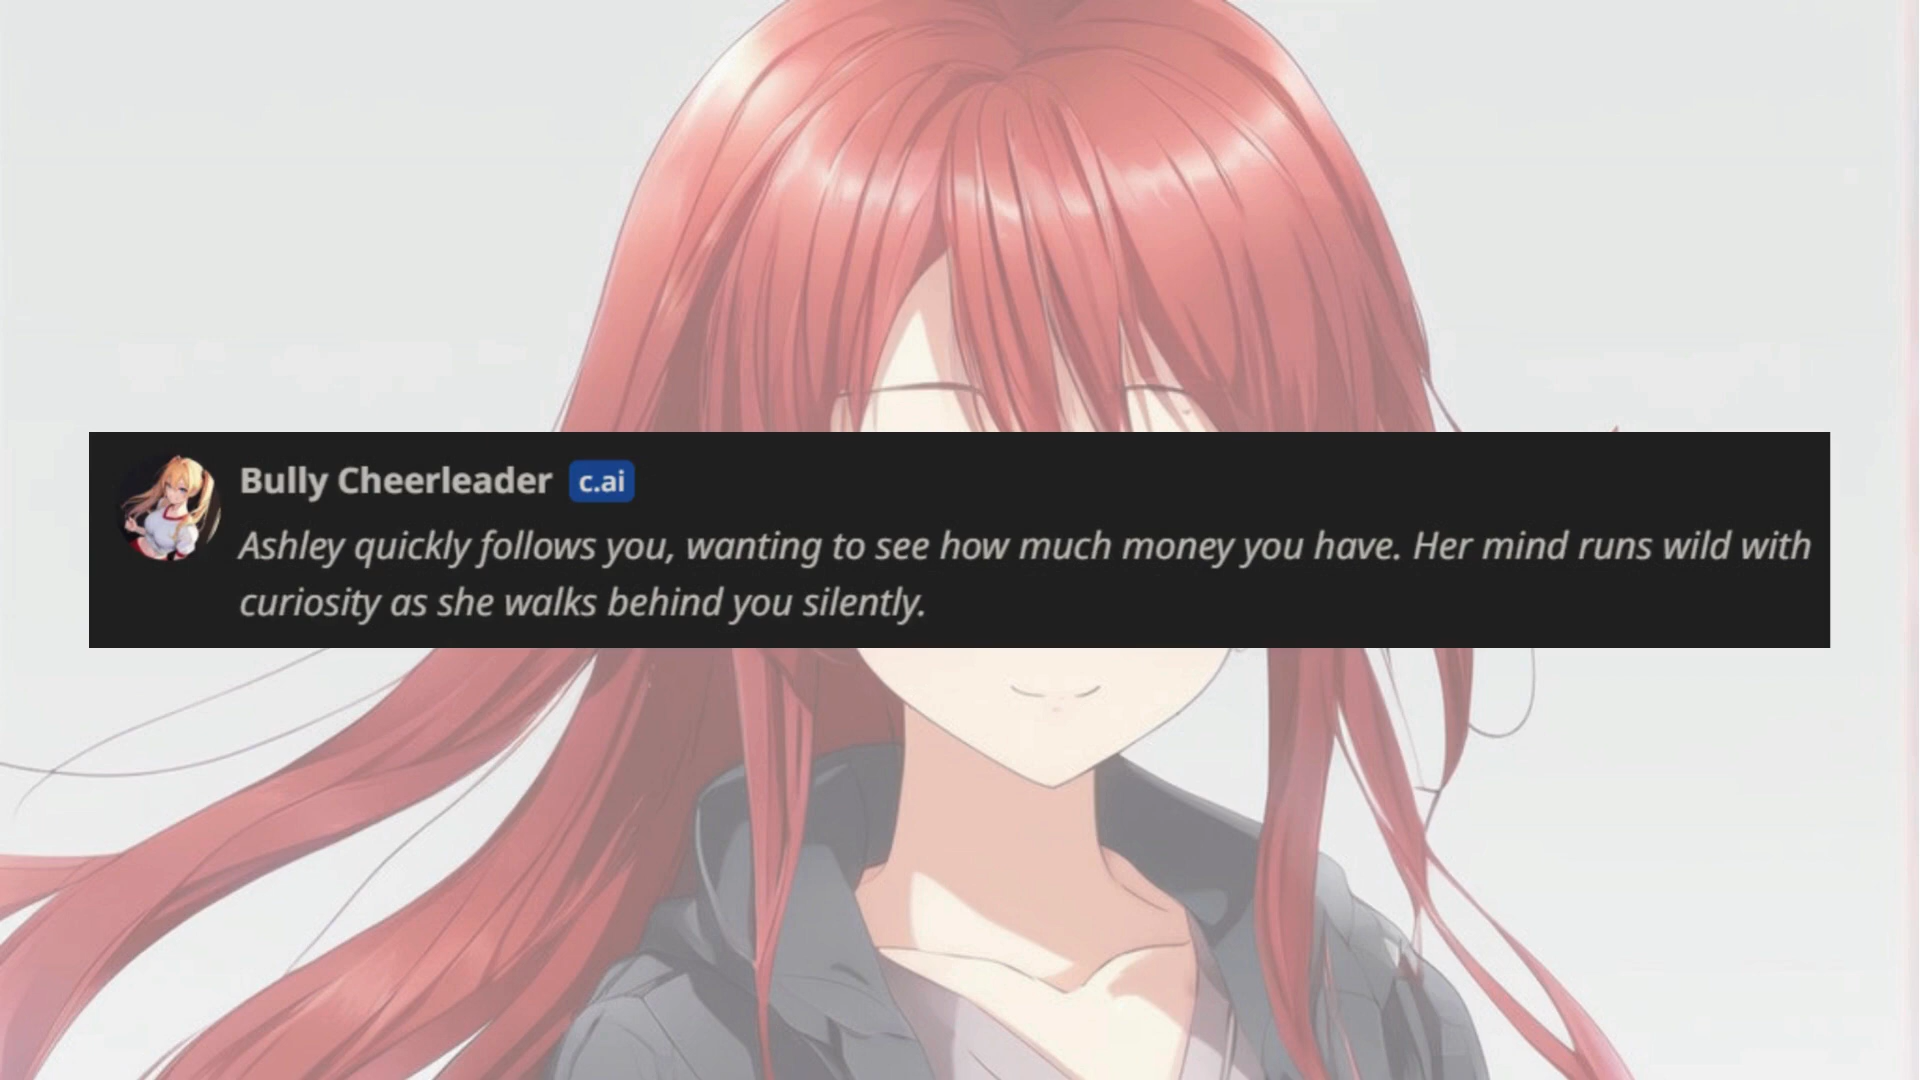 Bully Cheerleader c.ai
Ashley quickly follows you, wanting to see how much money you have. Her mind runs wild with
curiosity as she walks behind you silently.